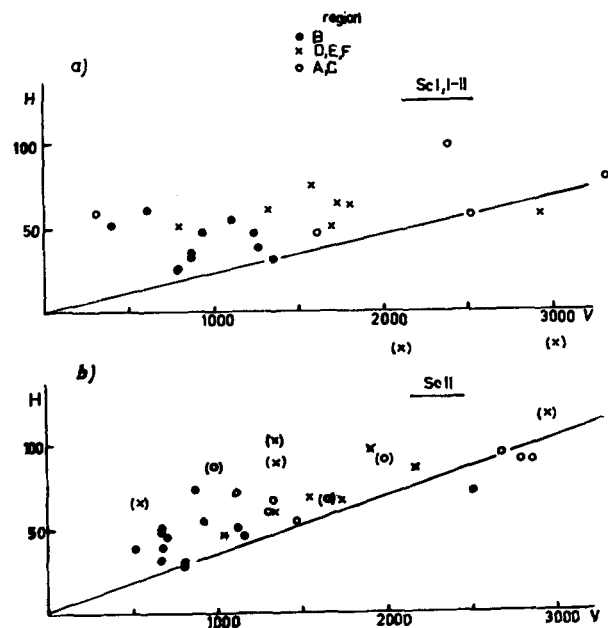 region
● B
× D,E,F
○ A,C
a)
Sc I, I-II
H
100
50
1000
2000
3000 V
(×)
(×)
b)
Sc II
H
100
50
(×)
(○)
(×)
(×)
(○)
(○)
1000
2000
3000 V